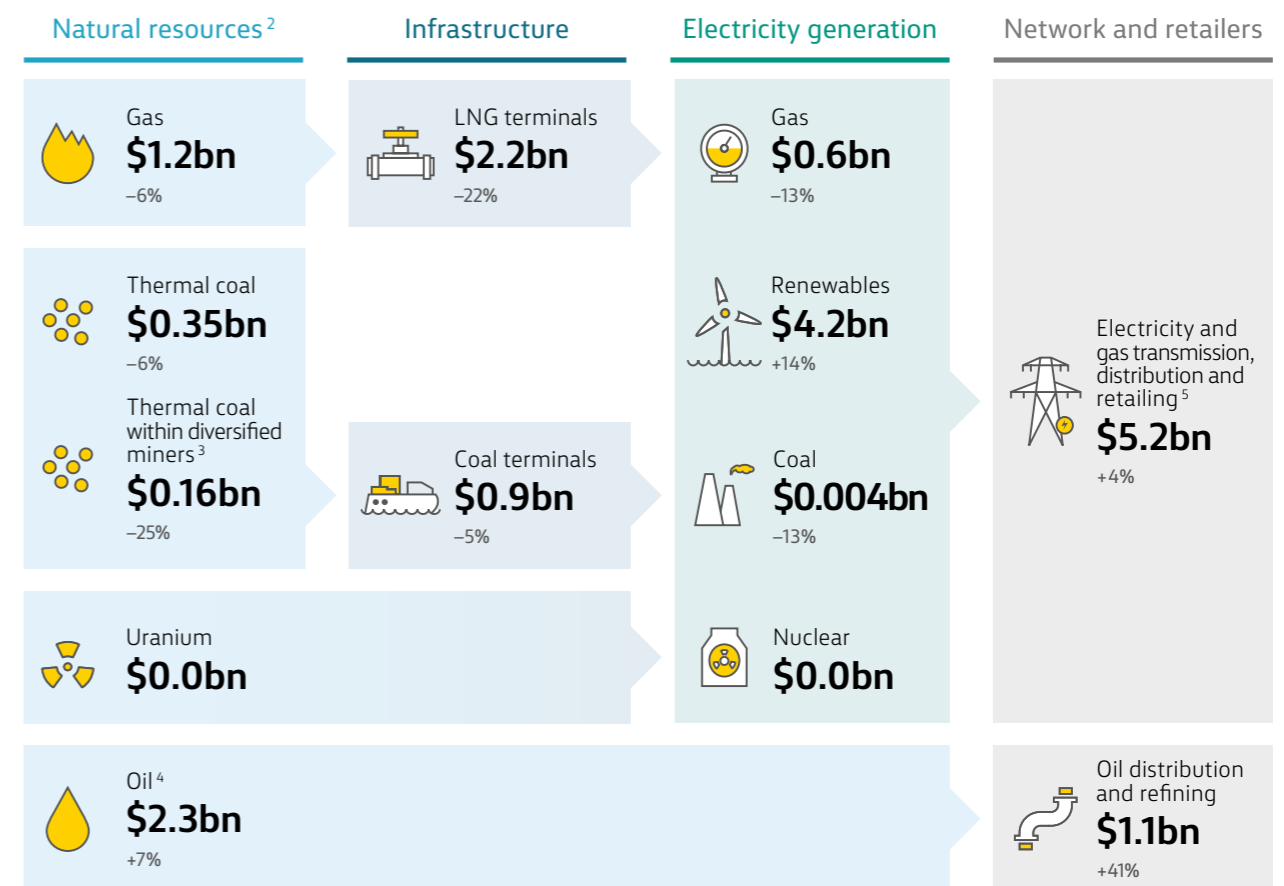 Natural resources 2
Infrastructure
Electricity generation
Network and retailers
Gas
$1.2bn
–6%
LNG terminals
$2.2bn
–22%
Gas
$0.6bn
–13%
Thermal coal
$0.35bn
–6%
Renewables
$4.2bn
+14%
Thermal coal
within diversified
miners 3
$0.16bn
–25%
Coal terminals
$0.9bn
–5%
Coal
$0.004bn
–13%
Electricity and
gas transmission,
distribution and
retailing 5
$5.2bn
+4%
Uranium
$0.0bn
Nuclear
$0.0bn
Oil 4
$2.3bn
+7%
Oil distribution
and refining
$1.1bn
+41%